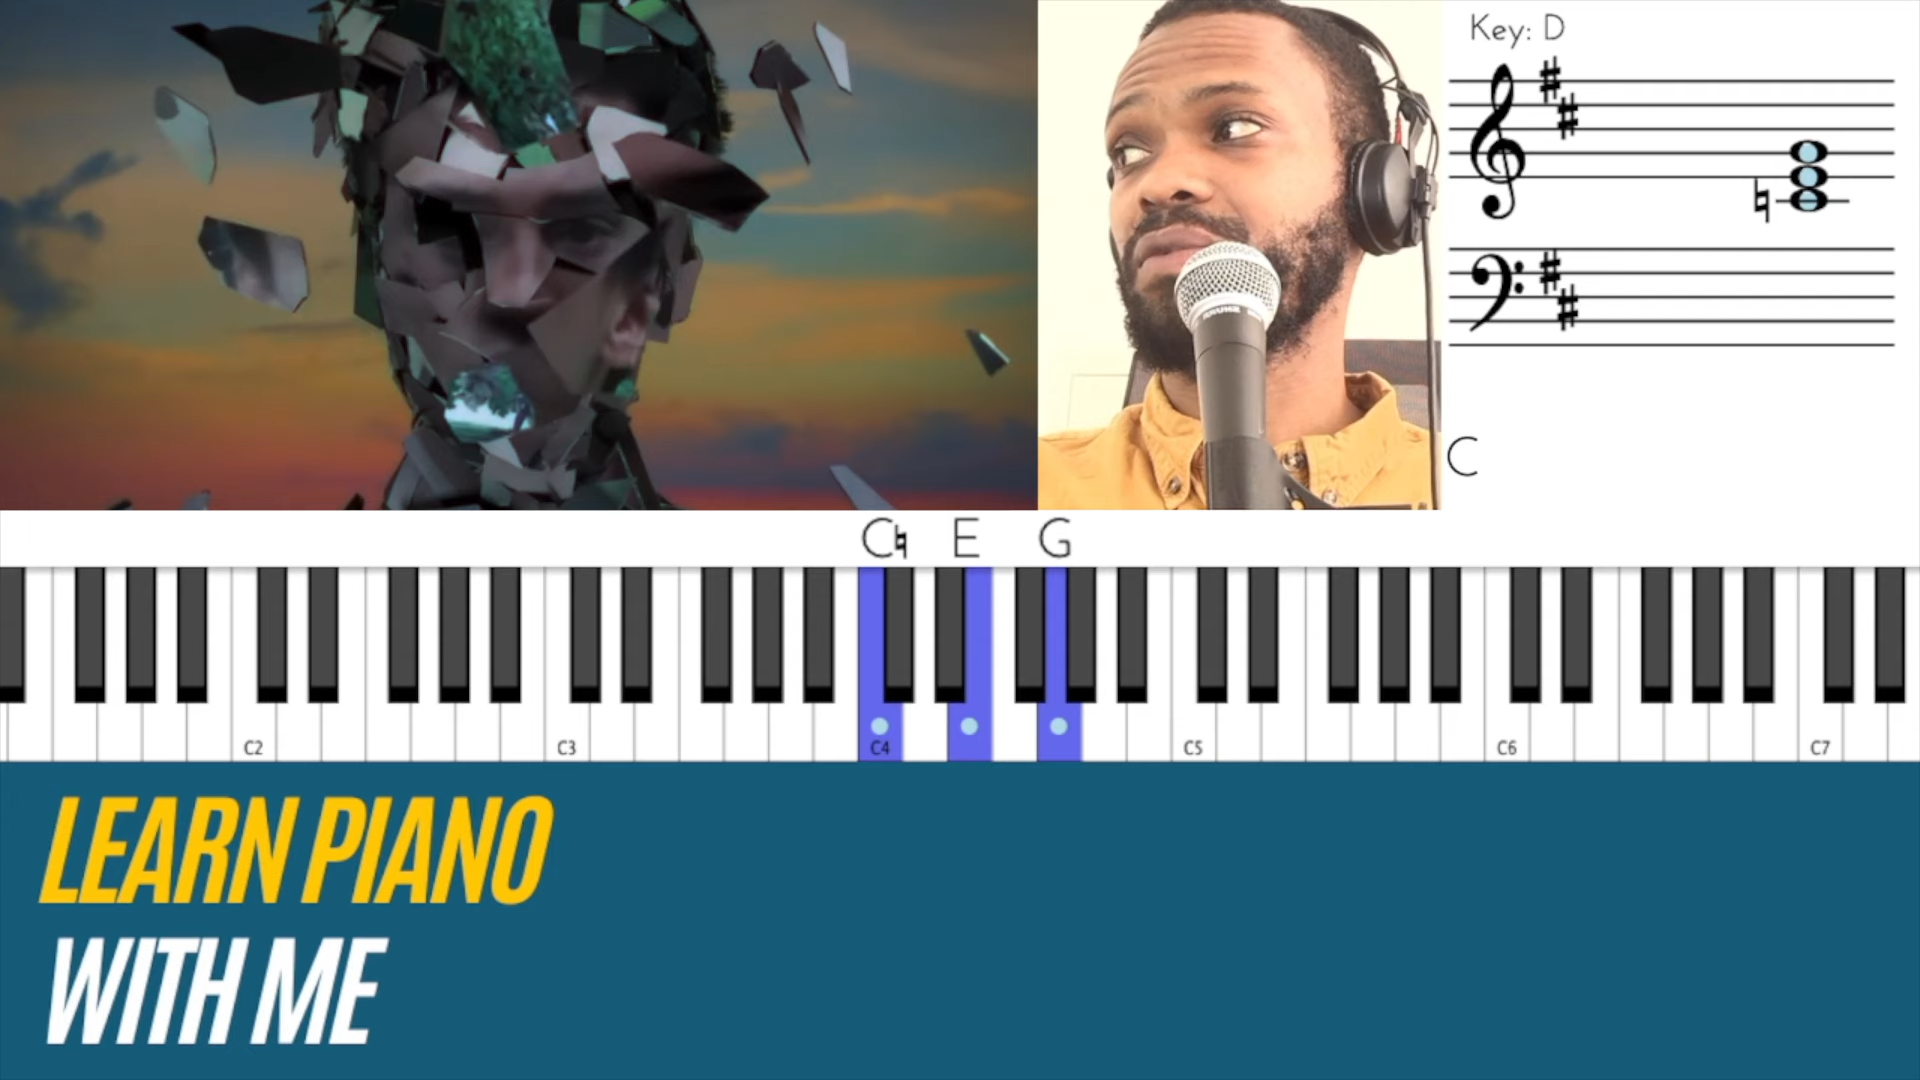 Key: D
C
C♮ E G
C2 C3 C4 C5 C6 C7
LEARN PIANO
WITH ME